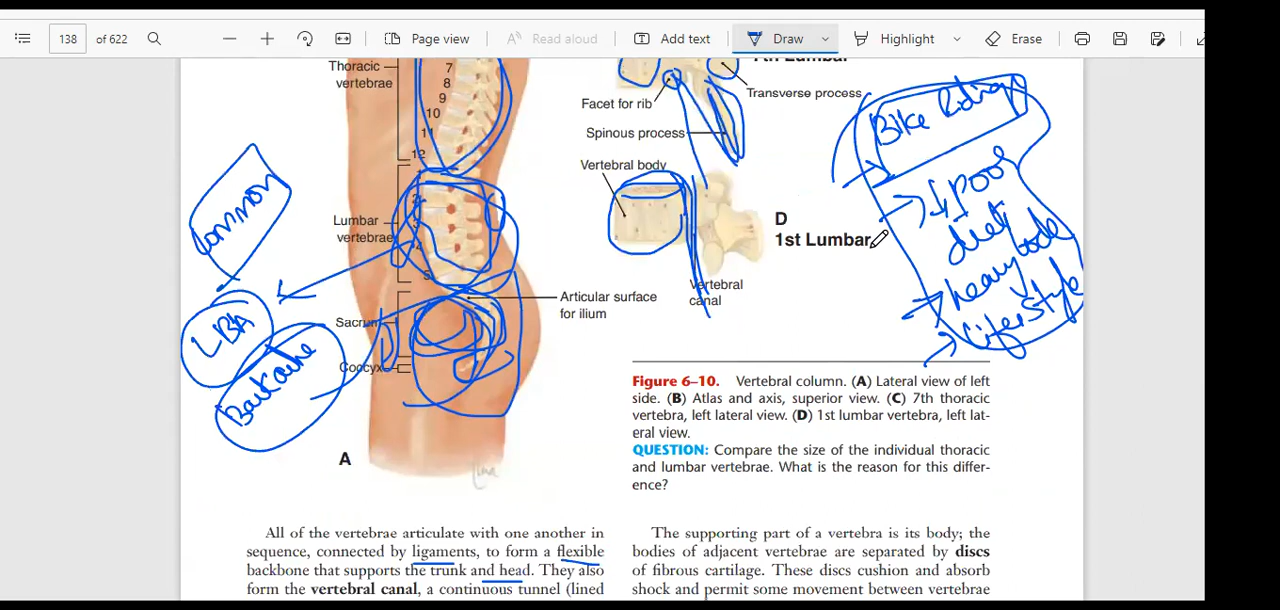 138 of 622
Page view
Read aloud
Add text
Draw
Highlight
Erase
Thoracic
vertebrae
7
8
9
10
11
12
Lumbar
vertebrae
1
2
3
4
5
Sacrum
Coccyx
Articular surface
for ilium
A
Common
LBA
Backache
Transverse process
Facet for rib
Spinous process
Vertebral body
D
1st Lumbar
Vertebral
canal
Bike Riding
poor
diet
heavy
Figure 6–10. Vertebral column. (A) Lateral view of left
side. (B) Atlas and axis, superior view. (C) 7th thoracic
vertebra, left lateral view. (D) 1st lumbar vertebra, left lat-
eral view.
QUESTION: Compare the size of the individual thoracic
and lumbar vertebrae. What is the reason for this differ-
ence?
All of the vertebrae articulate with one another in
sequence, connected by ligaments, to form a flexible
backbone that supports the trunk and head. They also
form the vertebral canal, a continuous tunnel (lined
The supporting part of a vertebra is its body; the
bodies of adjacent vertebrae are separated by discs
of fibrous cartilage. These discs cushion and absorb
shock and permit some movement between vertebrae